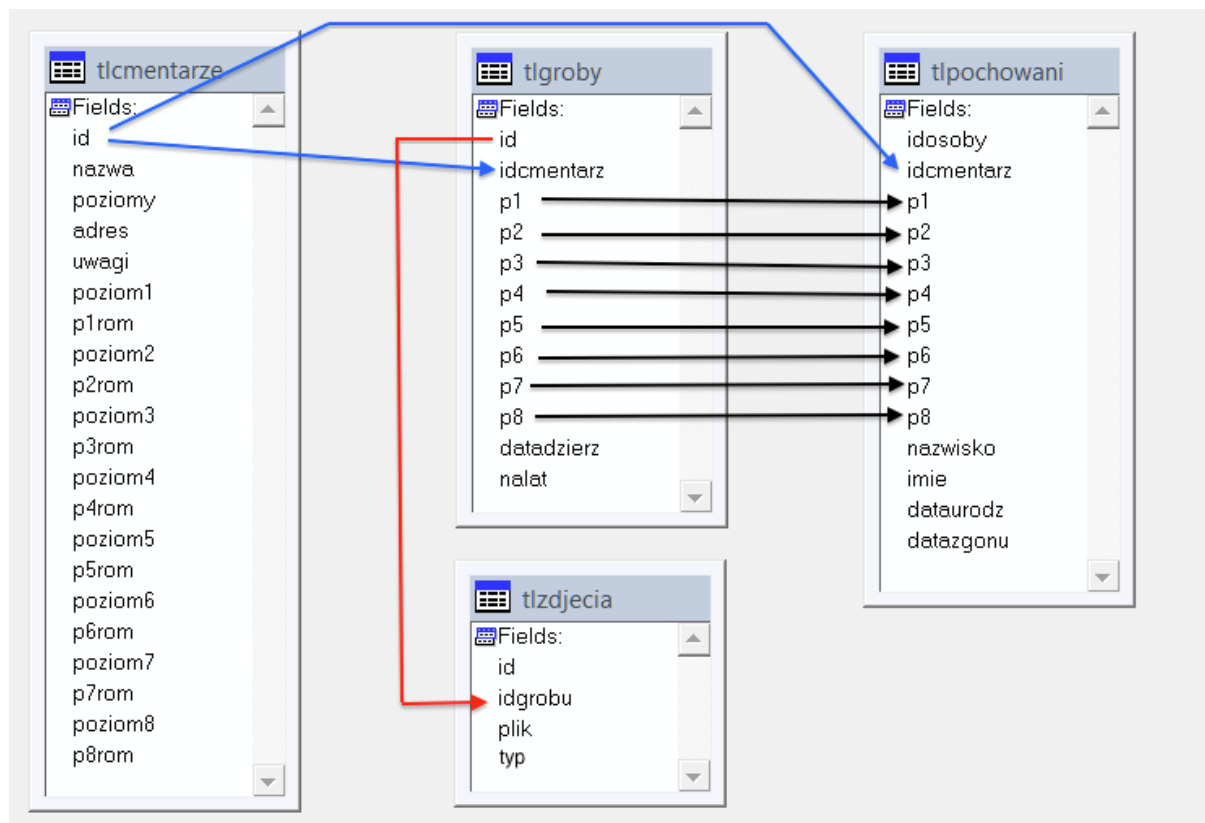 tlcmentarze
Fields:
id
nazwa
poziomy
adres
uwagi
poziom1
p1rom
poziom2
p2rom
poziom3
p3rom
poziom4
p4rom
poziom5
p5rom
poziom6
p6rom
poziom7
p7rom
poziom8
p8rom
tlgroby
Fields:
id
idcmentarz
p1
p2
p3
p4
p5
p6
p7
p8
datadzierz
nalat
tlzdjecia
Fields:
id
idgrobu
plik
typ
tlpochowani
Fields:
idosoby
idcmentarz
p1
p2
p3
p4
p5
p6
p7
p8
nazwisko
imie
dataurodz
datazgonu